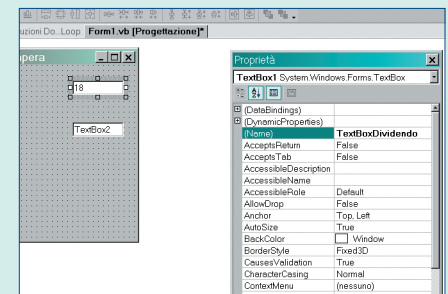 uzioni Do..Loop Form1.vb [Progettazione]*
pera
18
TextBox2
Proprietà
TextBox1 System.Windows.Forms.TextBox
(DataBindings)
(DynamicProperties)
(Name) TextBoxDividendo
AcceptsReturn False
AcceptsTab False
AccessibleDescription
AccessibleName
AccessibleRole Default
AllowDrop False
Anchor Top, Left
AutoSize True
BackColor Window
BorderStyle Fixed3D
CausesValidation True
CharacterCasing Normal
ContextMenu (nessuno)